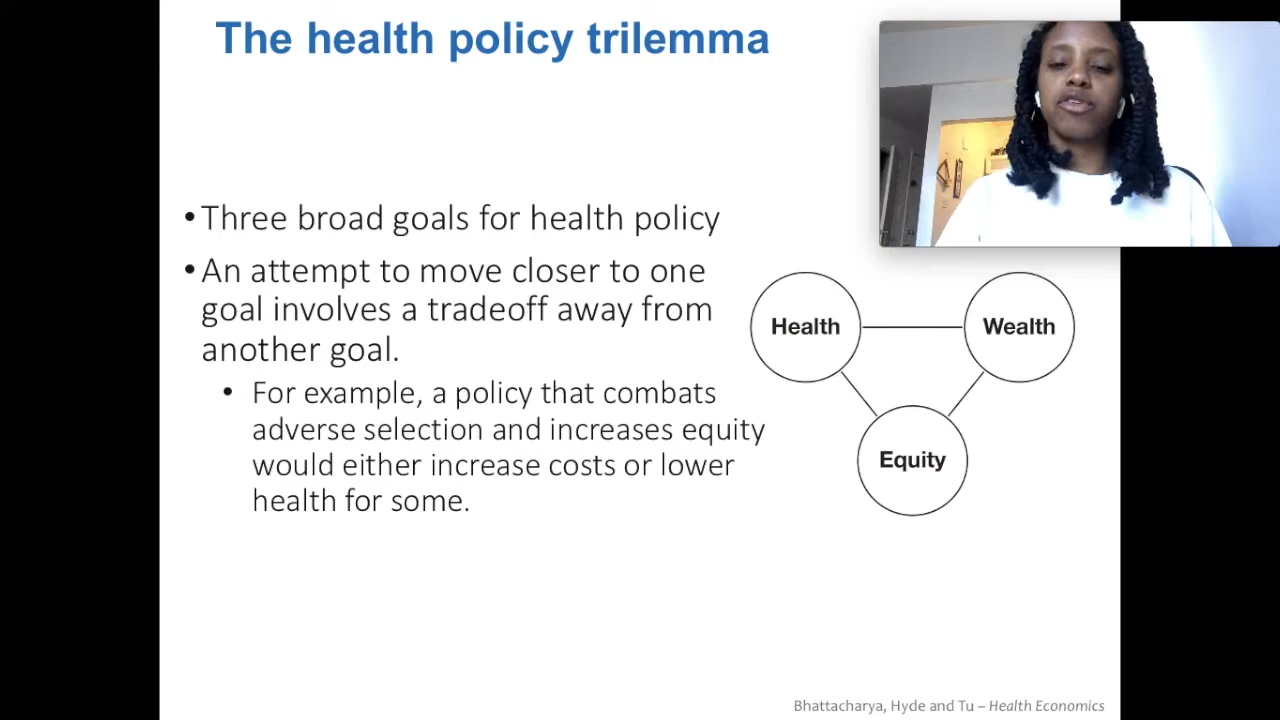 The health policy trilemma
•Three broad goals for health policy
•An attempt to move closer to one
goal involves a tradeoff away from
another goal.
• For example, a policy that combats
adverse selection and increases equity
would either increase costs or lower
health for some.
Health
Wealth
Equity
Bhattacharya, Hyde and Tu – Health Economics